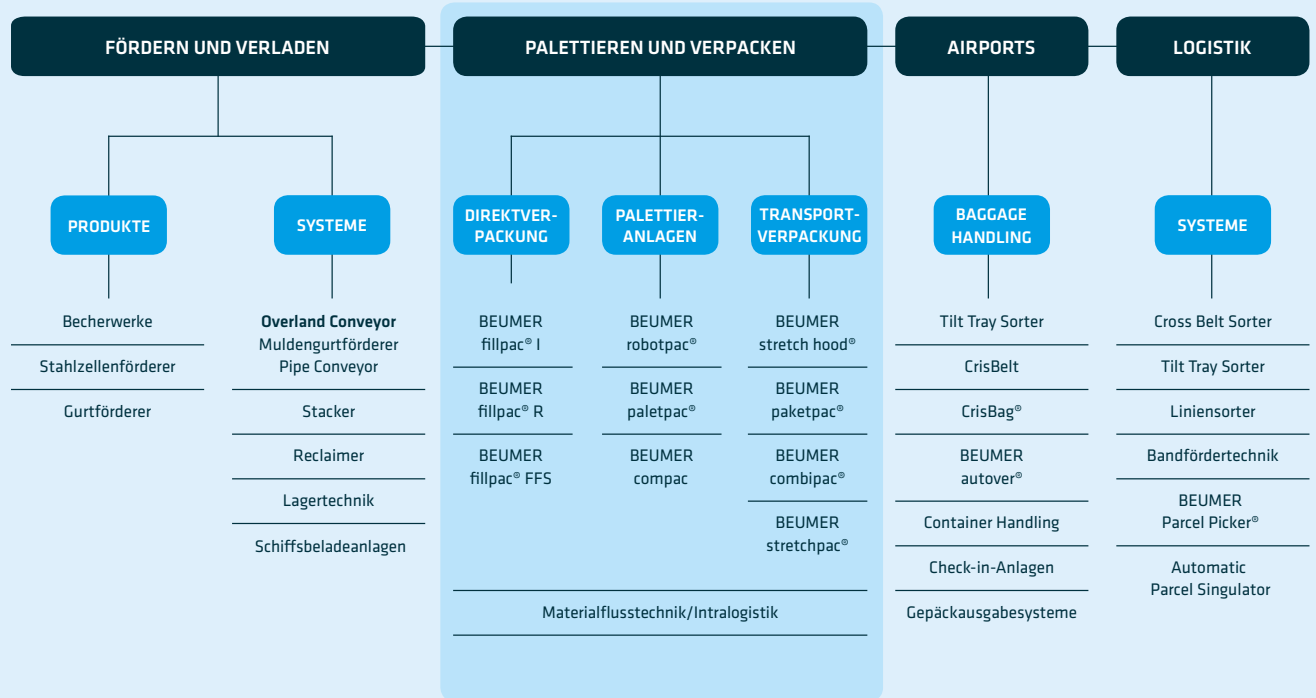 FÖRDERN UND VERLADEN
PRODUKTE
Becherwerke
Stahlzellenförderer
Gurtförderer
SYSTEME
Overland Conveyor
Muldengurtförderer
Pipe Conveyor
Stacker
Reclaimer
Lagertechnik
Schiffsbeladeanlagen
PALETTIEREN UND VERPACKEN
DIREKTVER-
PACKUNG
BEUMER
fillpac® I
BEUMER
fillpac® R
BEUMER
fillpac® FFS
PALETTIER-
ANLAGEN
BEUMER
robotpac®
BEUMER
paletpac®
BEUMER
compac
TRANSPORT-
VERPACKUNG
BEUMER
stretch hood®
BEUMER
paketpac®
BEUMER
combipac®
BEUMER
stretchpac®
Materialflusstechnik/Intralogistik
AIRPORTS
BAGGAGE
HANDLING
Tilt Tray Sorter
CrisBelt
CrisBag®
BEUMER
autover®
Container Handling
Check-in-Anlagen
Gepäckausgabesysteme
LOGISTIK
SYSTEME
Cross Belt Sorter
Tilt Tray Sorter
Liniensorter
Bandfördertechnik
BEUMER
Parcel Picker®
Automatic
Parcel Singulator